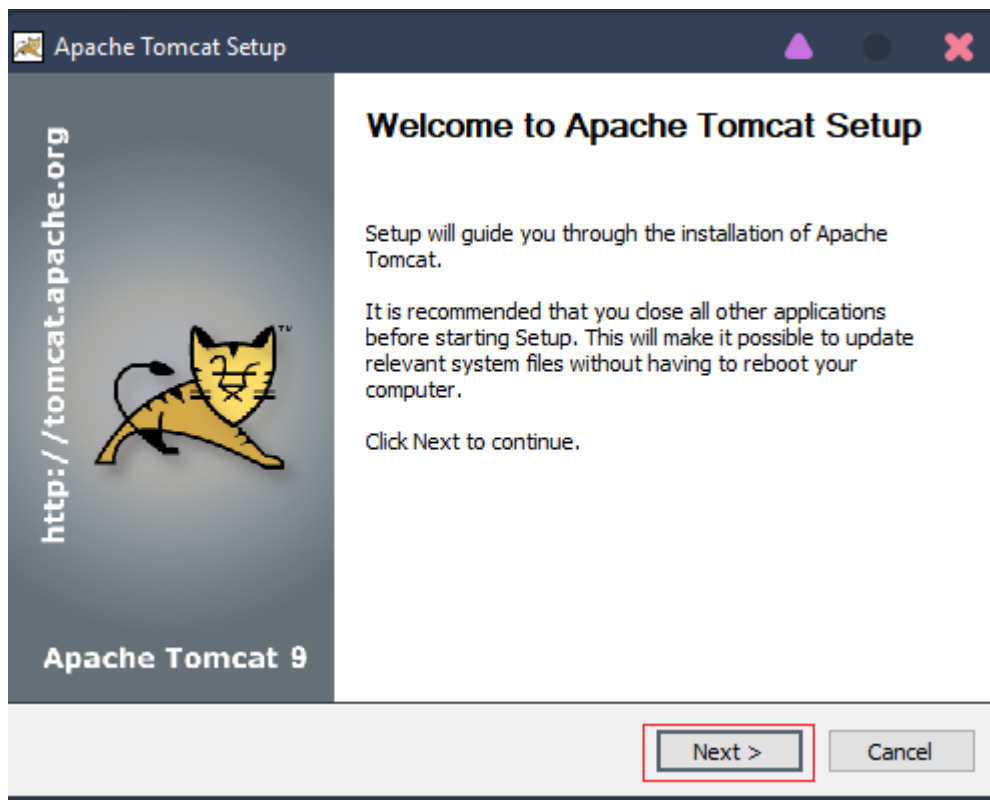 Apache Tomcat Setup
http://tomcat.apache.org
TM
Apache Tomcat 9
Welcome to Apache Tomcat Setup
Setup will guide you through the installation of Apache
Tomcat.
It is recommended that you close all other applications
before starting Setup. This will make it possible to update
relevant system files without having to reboot your
computer.
Click Next to continue.
Next >
Cancel